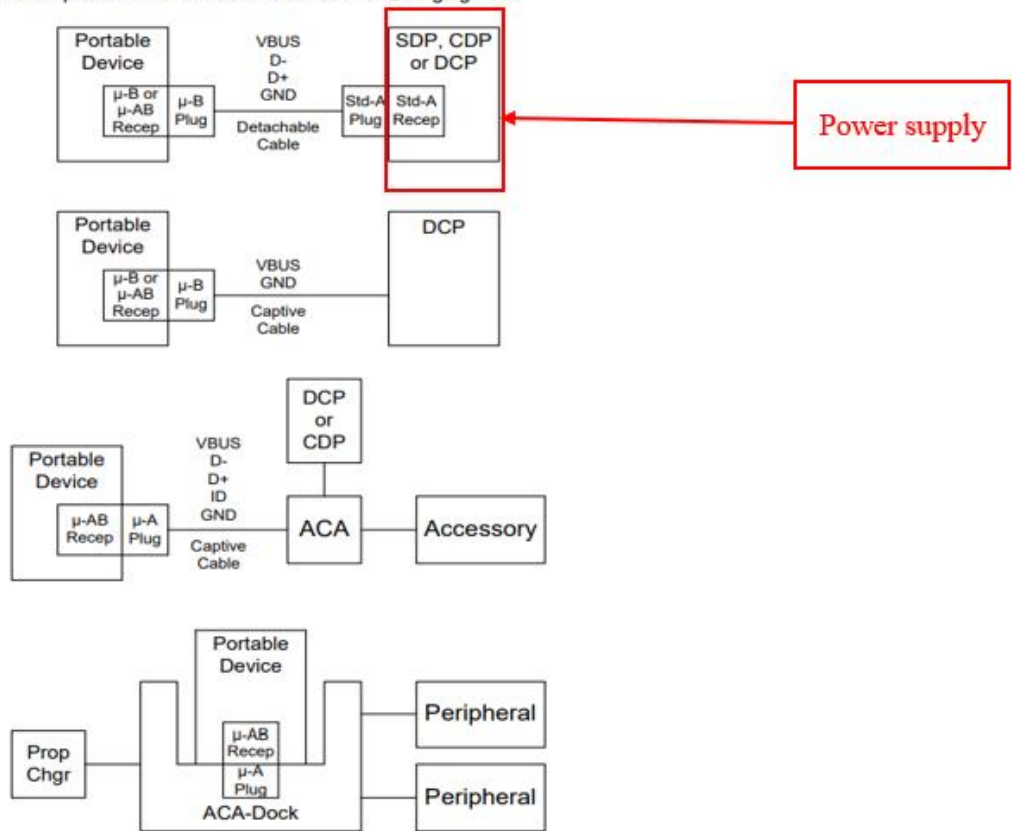 Portable
Device
VBUS
D-
D+
GND
SDP, CDP
or DCP
μ-B or
μ-AB
Recep
μ-B
Plug
Detachable
Cable
Std-A
Plug
Std-A
Recep
Power supply
Portable
Device
VBUS
GND
DCP
μ-B or
μ-AB
Recep
μ-B
Plug
Captive
Cable
DCP
or
CDP
Portable
Device
VBUS
D-
D+
ID
GND
μ-AB
Recep
μ-A
Plug
Captive
Cable
ACA
Accessory
Portable
Device
μ-AB
Recep
μ-A
Plug
ACA-Dock
Prop
Chgr
Peripheral
Peripheral